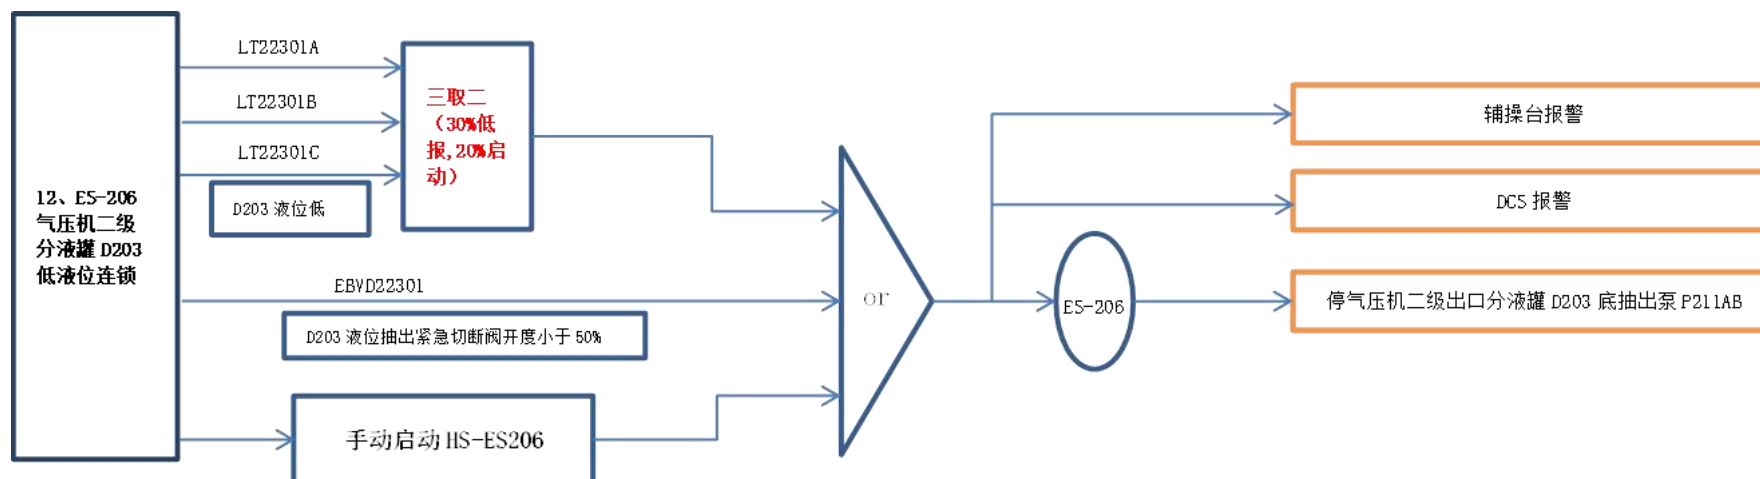 LT22301A
LT22301B
LT22301C
D203 液位低
12、ES-206
气压机二级
分液罐 D203
低液位连锁
三取二
（30%低
报,20%启
动）
EBVD22301
D203 液位抽出紧急切断阀开度小于 50%
手动启动 HS-ES206
or
ES-206
辅操台报警
DCS 报警
停气压机二级出口分液罐 D203 底抽出泵 P211AB